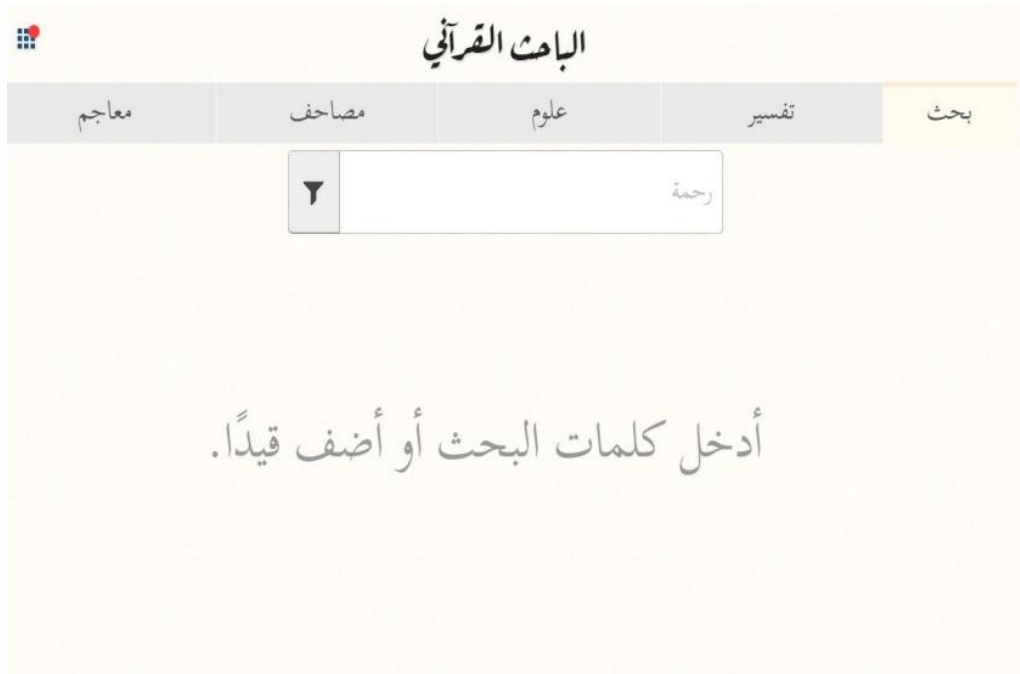 الباحث القرآني
بحث تفسير علوم مصاحف معاجم
رحمة
أدخل كلمات البحث أو أضف قيدًا.